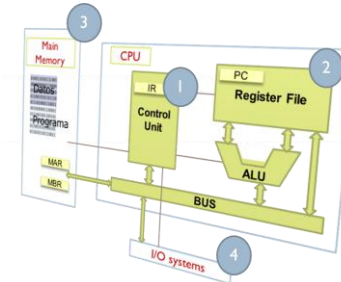 3
Main
Memory
Datos
Programa
MAR
MBR
CPU
1
IR
Control
Unit
2
PC
Register File
ALU
BUS
I/O systems
4